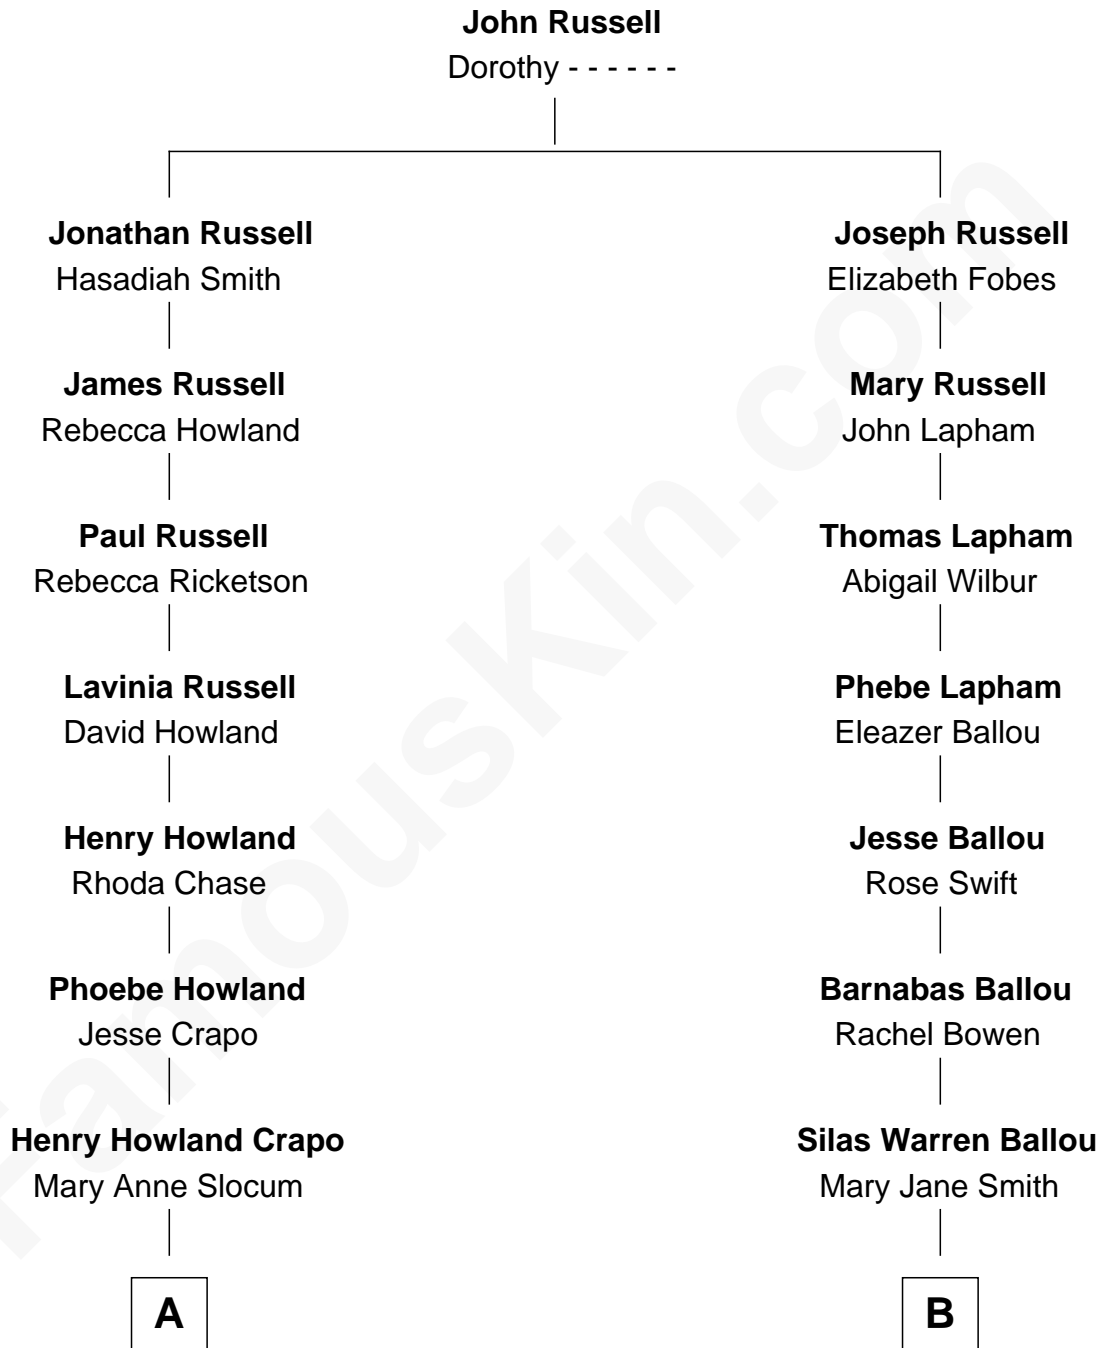 John Russell
Dorothy - - - - - -
Jonathan Russell
Hasadiah Smith
Joseph Russell
Elizabeth Fobes
James Russell
Rebecca Howland
Mary Russell
John Lapham
Paul Russell
Rebecca Ricketson
Thomas Lapham
Abigail Wilbur
Lavinia Russell
David Howland
Phebe Lapham
Eleazer Ballou
Henry Howland
Rhoda Chase
Jesse Ballou
Rose Swift
Phoebe Howland
Jesse Crapo
Barnabas Ballou
Rachel Bowen
Henry Howland Crapo
Mary Anne Slocum
Silas Warren Ballou
Mary Jane Smith
A
B
FamousKin.com